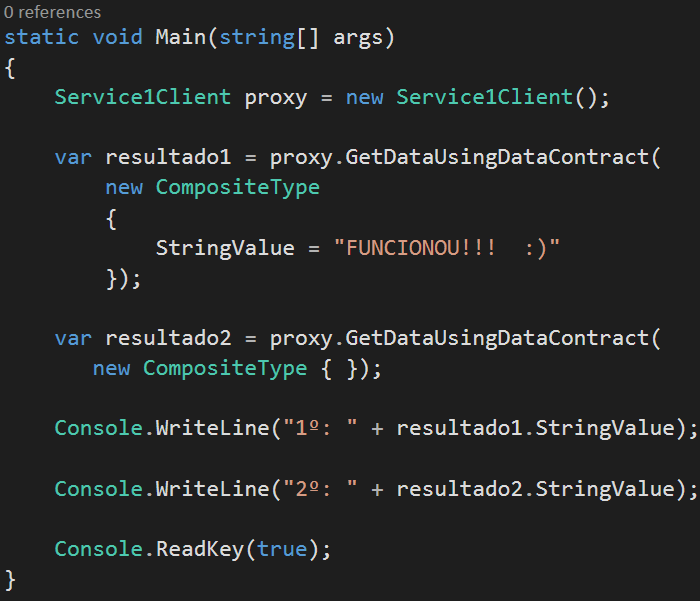 0 references
static void Main(string[] args)
{
Service1Client proxy = new Service1Client();
var resultado1 = proxy.GetDataUsingDataContract(
new CompositeType
{
StringValue = "FUNCIONOU!!!  :)"
});
var resultado2 = proxy.GetDataUsingDataContract(
new CompositeType { });
Console.WriteLine("1º: " + resultado1.StringValue);
Console.WriteLine("2º: " + resultado2.StringValue);
Console.ReadKey(true);
}